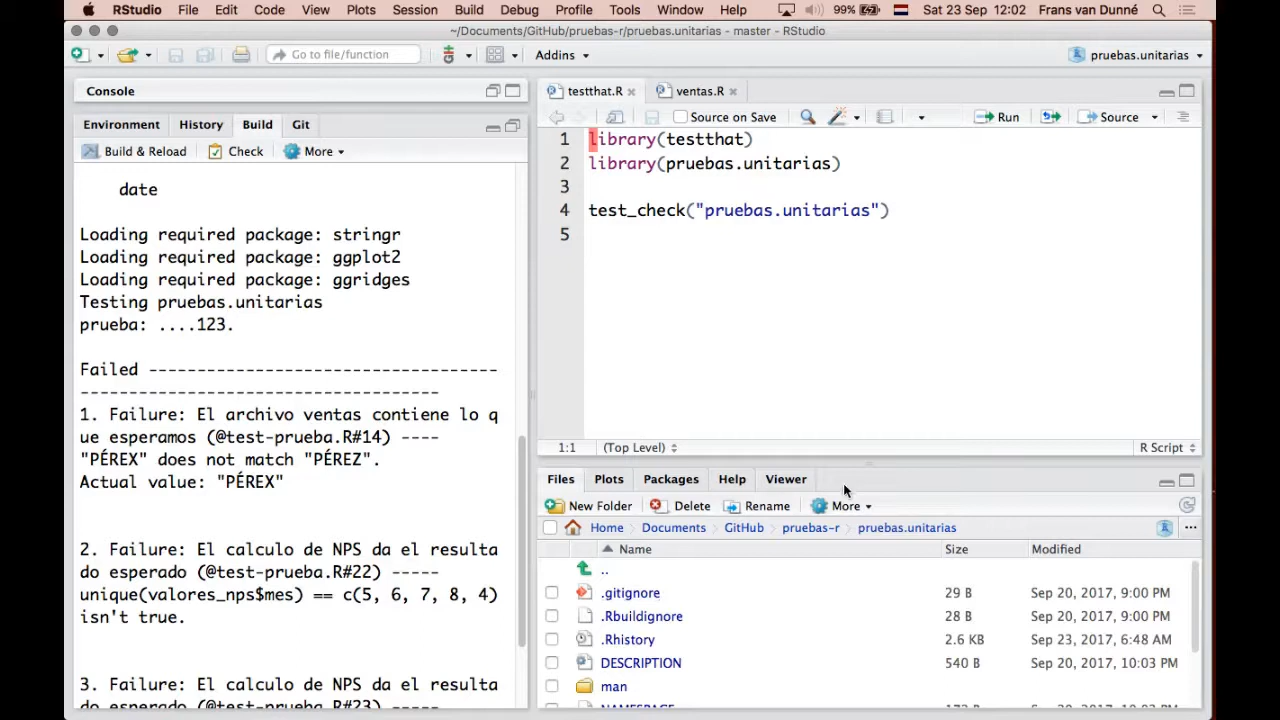 RStudio File Edit Code View Plots Session Build Debug Profile Tools Window Help 99% Sat 23 Sep 12:02 Frans van Dunné
~/Documents/GitHub/pruebas-r/pruebas.unitarias - master - RStudio
Go to file/function Addins pruebas.unitarias
Console
Environment History Build Git
Build & Reload Check More
date
Loading required package: stringr
Loading required package: ggplot2
Loading required package: ggridges
Testing pruebas.unitarias
prueba: ....123.
Failed ------------------------------------
-------------------------------------
1. Failure: El archivo ventas contiene lo q
ue esperamos (@test-prueba.R#14) ----
"PÉREX" does not match "PÉREZ".
Actual value: "PÉREX"
2. Failure: El calculo de NPS da el resulta
do esperado (@test-prueba.R#22) -----
unique(valores_nps$mes) == c(5, 6, 7, 8, 4)
isn't true.
3. Failure: El calculo de NPS da el resulta
do esperado (@test-prueba.R#23) -----
testthat.R ventas.R
Source on Save Run Source
1 library(testthat)
2 library(pruebas.unitarias)
3
4 test_check("pruebas.unitarias")
5
1:1 (Top Level) R Script
Files Plots Packages Help Viewer
New Folder Delete Rename More
Home Documents GitHub pruebas-r pruebas.unitarias
Name Size Modified
..
.gitignore 29 B Sep 20, 2017, 9:00 PM
.Rbuildignore 28 B Sep 20, 2017, 9:00 PM
.Rhistory 2.6 KB Sep 23, 2017, 6:48 AM
DESCRIPTION 540 B Sep 20, 2017, 10:03 PM
man
NAMESPACE